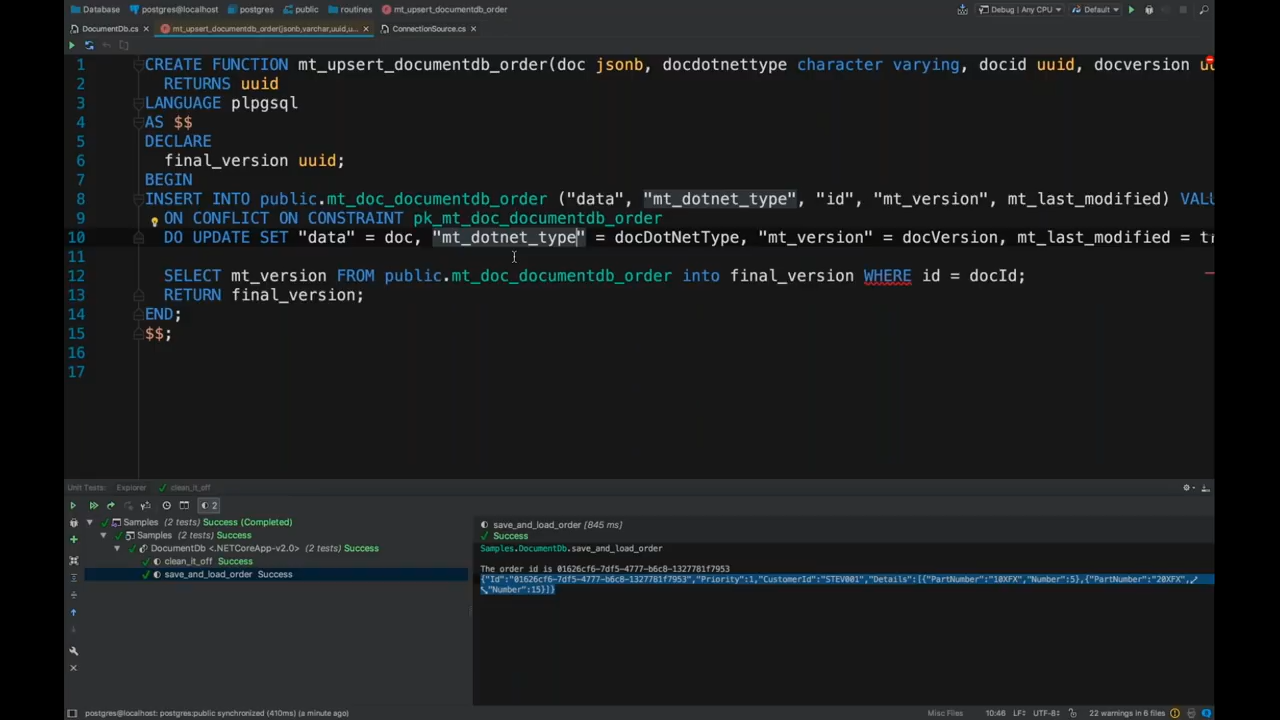 Database postgres@localhost postgres public routines mt_upsert_documentdb_order Debug | Any CPU Default
DocumentDb.cs × mt_upsert_documentdb_order(jsonb,varchar,uuid,u... × ConnectionSource.cs ×
1 CREATE FUNCTION mt_upsert_documentdb_order(doc jsonb, docdotnettype character varying, docid uuid, docversion uu
2 RETURNS uuid
3 LANGUAGE plpgsql
4 AS $$
5 DECLARE
6 final_version uuid;
7 BEGIN
8 INSERT INTO public.mt_doc_documentdb_order ("data", "mt_dotnet_type", "id", "mt_version", mt_last_modified) VALU
9 ON CONFLICT ON CONSTRAINT pk_mt_doc_documentdb_order
10 DO UPDATE SET "data" = doc, "mt_dotnet_type" = docDotNetType, "mt_version" = docVersion, mt_last_modified = tr
11
12 SELECT mt_version FROM public.mt_doc_documentdb_order into final_version WHERE id = docId;
13 RETURN final_version;
14 END;
15 $$;
16
17
Unit Tests: Explorer clean_it_off
2
Samples (2 tests) Success (Completed)
Samples (2 tests) Success
DocumentDb <.NETCoreApp-v2.0> (2 tests) Success
clean_it_off Success
save_and_load_order Success
save_and_load_order [845 ms]
Success
Samples.DocumentDb.save_and_load_order
The order id is 01626cf6-7df5-4777-b6c8-1327781f7953
{"Id":"01626cf6-7df5-4777-b6c8-1327781f7953","Priority":1,"CustomerId":"STEV001","Details":[{"PartNumber":"10XFX","Number":5},{"PartNumber":"20XFX",
"Number":15}]}
postgres@localhost: postgres:public synchronized (410ms) (a minute ago) Misc Files 10:46 LF÷ UTF-8÷ 22 warnings in 6 files